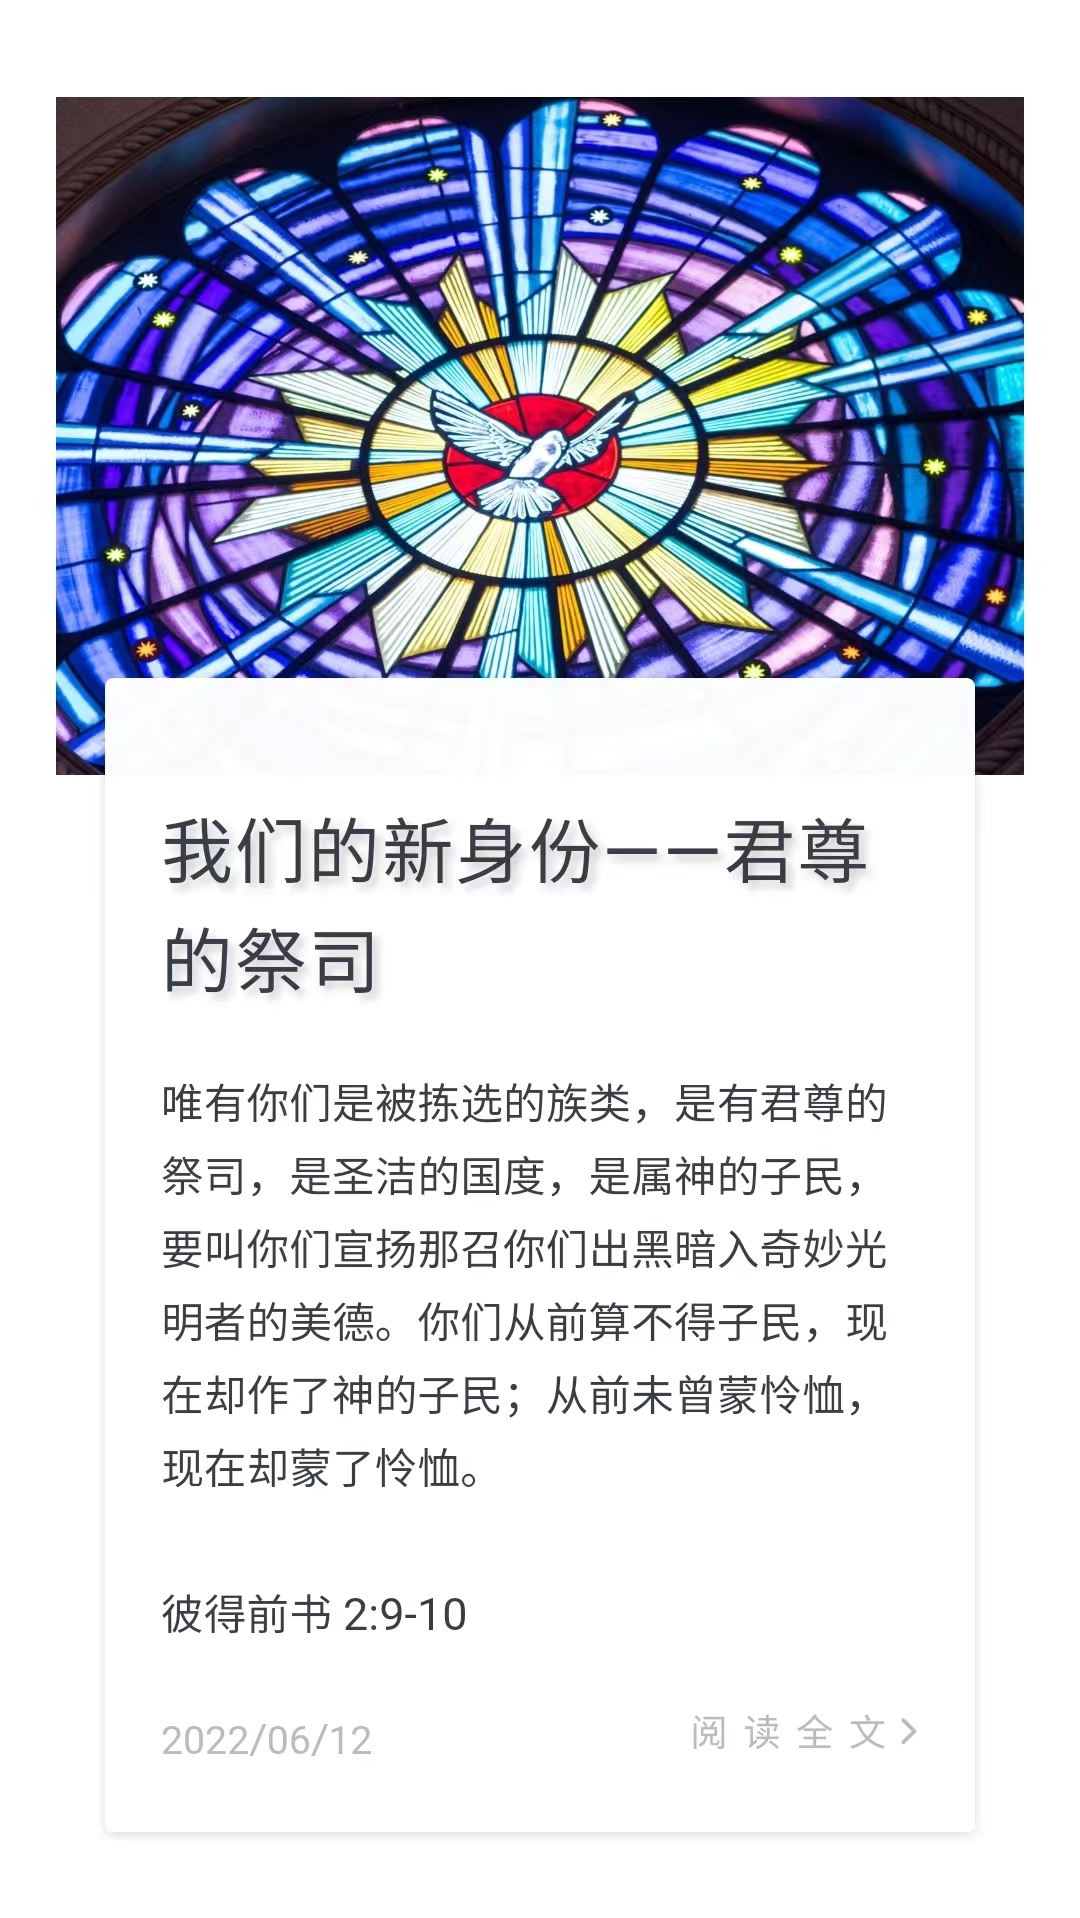 我们的新身份——君尊
的祭司
唯有你们是被拣选的族类，是有君尊的
祭司，是圣洁的国度，是属神的子民，
要叫你们宣扬那召你们出黑暗入奇妙光
明者的美德。你们从前算不得子民，现
在却作了神的子民；从前未曾蒙怜恤，
现在却蒙了怜恤。
彼得前书 2:9-10
2022/06/12
阅读全文